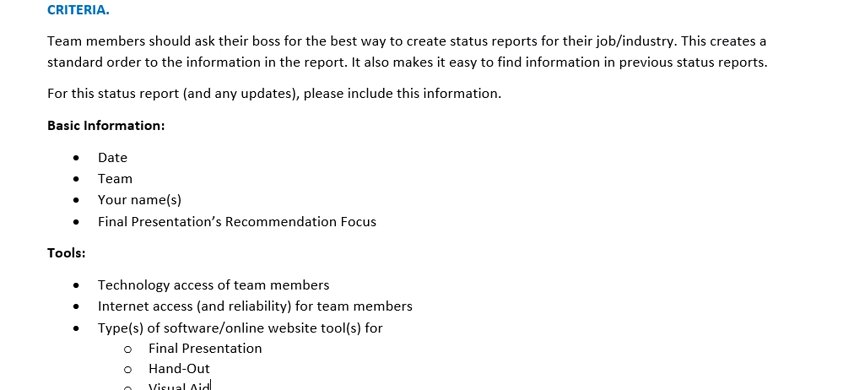 CRITERIA.
Team members should ask their boss for the best way to create status reports for their job/industry. This creates a
standard order to the information in the report. It also makes it easy to find information in previous status reports.
For this status report (and any updates), please include this information.
Basic Information:
• Date
• Team
• Your name(s)
• Final Presentation’s Recommendation Focus
Tools:
• Technology access of team members
• Internet access (and reliability) for team members
• Type(s) of software/online website tool(s) for
o Final Presentation
o Hand-Out
o Visual Aid